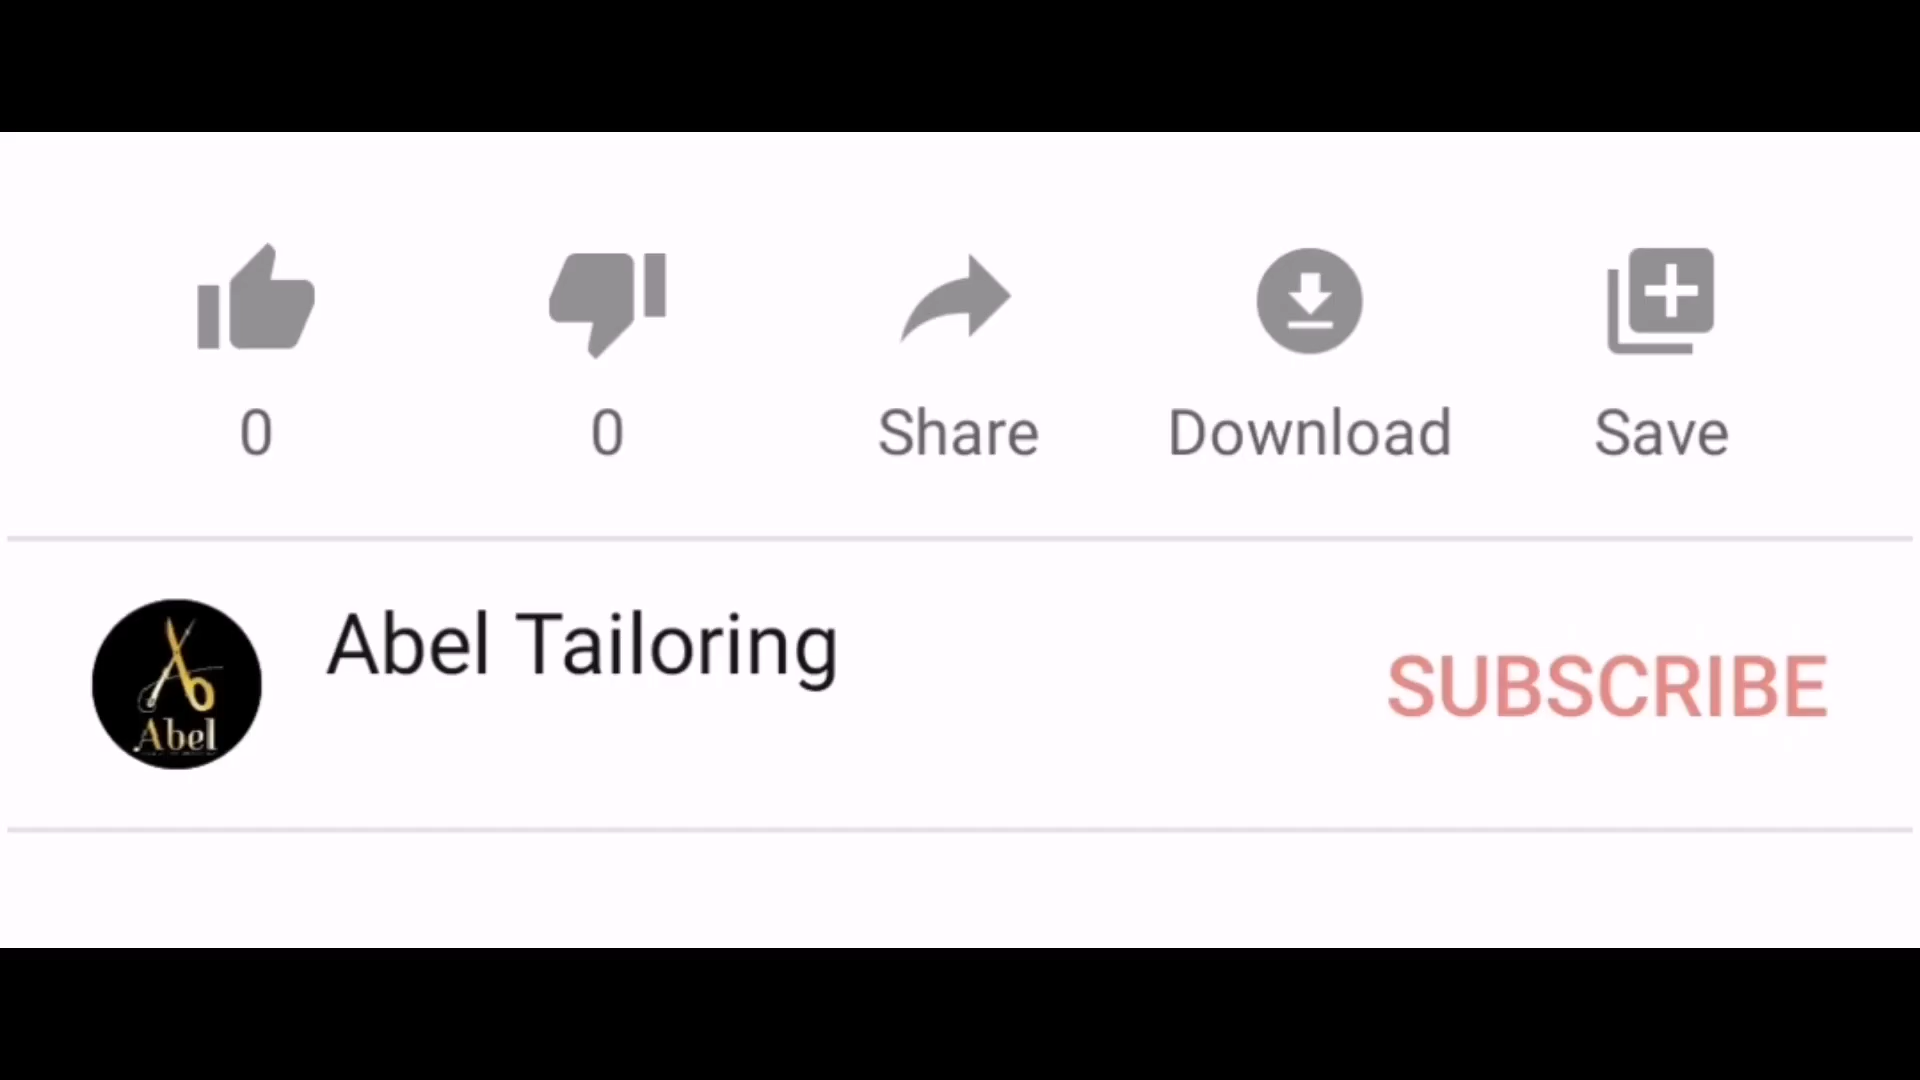 0
0
Share
Download
Save
Abel Tailoring
SUBSCRIBE
Abel